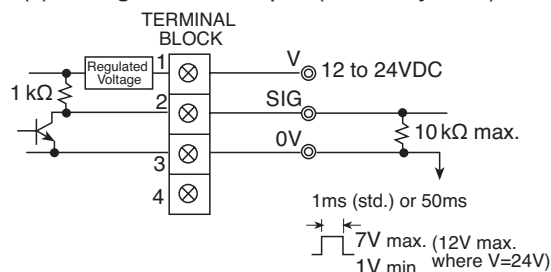 TERMINAL
BLOCK
Regulated
Voltage
1
V
12 to 24VDC
1 kΩ
2
SIG
10 kΩ max.
0V
3
4
1ms (std.) or 50ms
7V max.
(12V max.
where V=24V)
1V min.